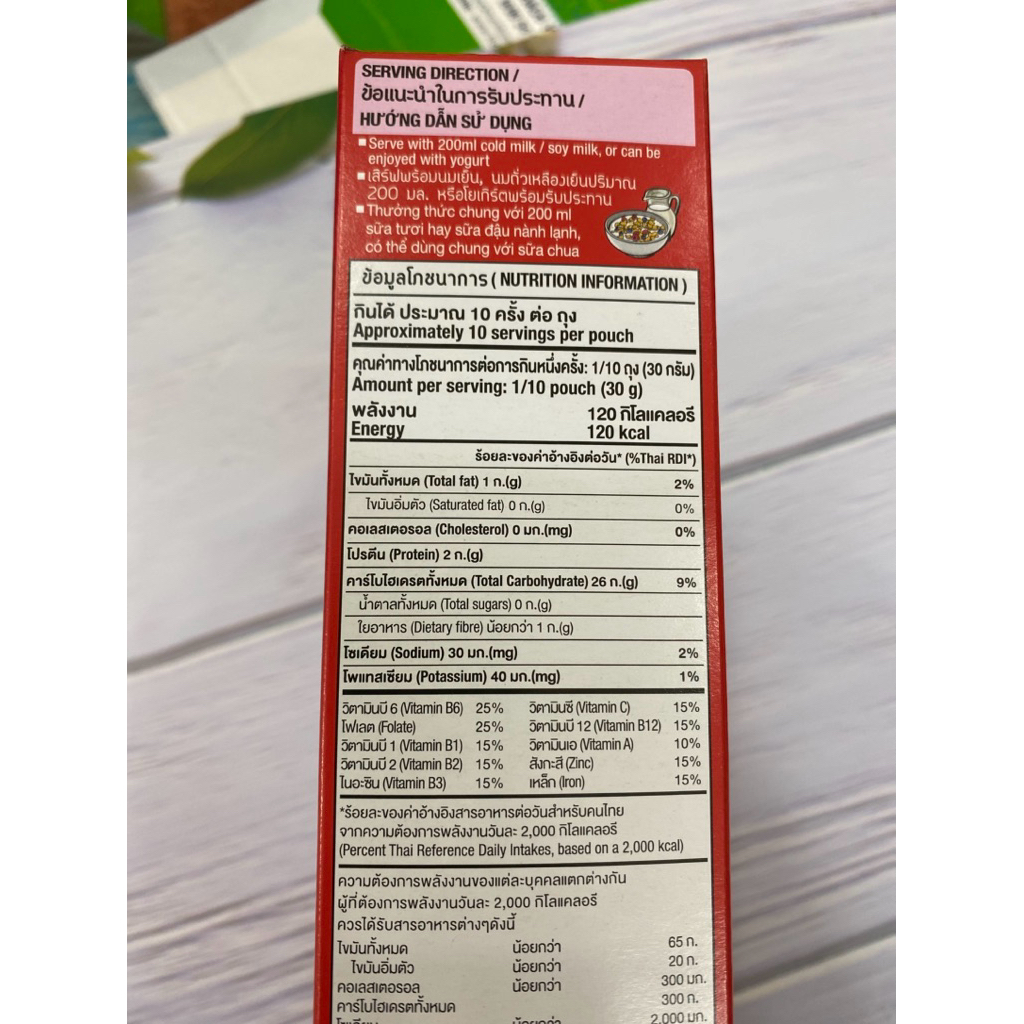 SERVING DIRECTION /
ข้อแนะนำในการรับประทาน /
HƯỚNG DẪN SỬ DỤNG
▪ Serve with 200ml cold milk / soy milk, or can be
enjoyed with yogurt
▪ เสิร์ฟพร้อมนมเย็น, นมถั่วเหลืองเย็นปริมาณ
200 มล. หรือโยเกิร์ตพร้อมรับประทาน
▪ Thưởng thức chung với 200 ml
sữa tươi hay sữa đậu nành lạnh,
có thể dùng chung với sữa chua
ข้อมูลโภชนาการ ( NUTRITION INFORMATION )
กินได้ ประมาณ 10 ครั้ง ต่อ ถุง
Approximately 10 servings per pouch
คุณค่าทางโภชนาการต่อการกินหนึ่งครั้ง: 1/10 ถุง (30 กรัม)
Amount per serving: 1/10 pouch (30 g)
พลังงาน 120 กิโลแคลอรี
Energy 120 kcal
ร้อยละของค่าอ้างอิงต่อวัน* (%Thai RDI*)
ไขมันทั้งหมด (Total fat) 1 ก.(g) 2%
ไขมันอิ่มตัว (Saturated fat) 0 ก.(g) 0%
คอเลสเตอรอล (Cholesterol) 0 มก.(mg) 0%
โปรตีน (Protein) 2 ก.(g)
คาร์โบไฮเดรตทั้งหมด (Total Carbohydrate) 26 ก.(g) 9%
น้ำตาลทั้งหมด (Total sugars) 0 ก.(g)
ใยอาหาร (Dietary fibre) น้อยกว่า 1 ก.(g)
โซเดียม (Sodium) 30 มก.(mg) 2%
โพแทสเซียม (Potassium) 40 มก.(mg) 1%
วิตามินบี 6 (Vitamin B6) 25% วิตามินซี (Vitamin C) 15%
โฟเลต (Folate) 25% วิตามินบี 12 (Vitamin B12) 15%
วิตามินบี 1 (Vitamin B1) 15% วิตามินเอ (Vitamin A) 10%
วิตามินบี 2 (Vitamin B2) 15% สังกะสี (Zinc) 15%
ไนอะซิน (Vitamin B3) 15% เหล็ก (Iron) 15%
*ร้อยละของค่าอ้างอิงสารอาหารต่อวันสำหรับคนไทย
จากความต้องการพลังงานวันละ 2,000 กิโลแคลอรี
(Percent Thai Reference Daily Intakes, based on a 2,000 kcal)
ความต้องการพลังงานของแต่ละบุคคลแตกต่างกัน
ผู้ที่ต้องการพลังงานวันละ 2,000 กิโลแคลอรี
ควรได้รับสารอาหารต่างๆดังนี้
ไขมันทั้งหมด น้อยกว่า 65 ก.
ไขมันอิ่มตัว น้อยกว่า 20 ก.
คอเลสเตอรอล น้อยกว่า 300 มก.
คาร์โบไฮเดรตทั้งหมด 300 ก.
โซเดียม น้อยกว่า 2,000 มก.